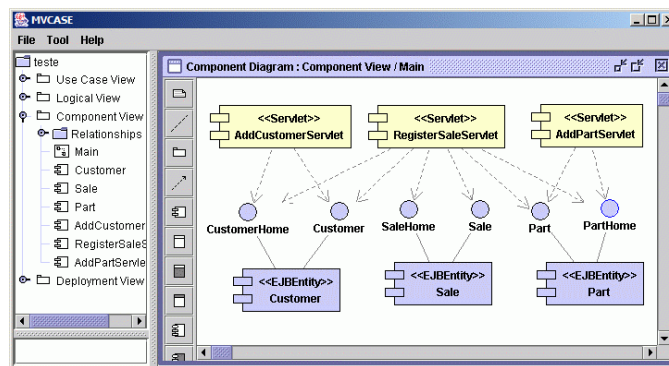 MVCASE
File Tool Help
teste
Use Case View
Logical View
Component View
Relationships
Main
Customer
Sale
Part
AddCustomer
RegisterSaleS
AddPartServle
Deployment View
Component Diagram : Component View / Main
<<Servlet>>
AddCustomerServlet
<<Servlet>>
RegisterSaleServlet
<<Servlet>>
AddPartServlet
CustomerHome Customer SaleHome Sale Part PartHome
<<EJBEntity>>
Customer
<<EJBEntity>>
Sale
<<EJBEntity>>
Part